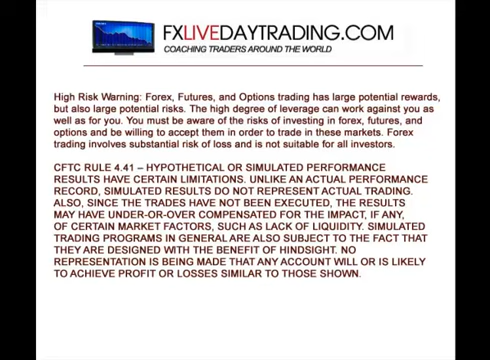 FXLIVEDAYTRADING.COM
COACHING TRADERS AROUND THE WORLD
High Risk Warning: Forex, Futures, and Options trading has large potential rewards,
but also large potential risks. The high degree of leverage can work against you as
well as for you. You must be aware of the risks of investing in forex, futures, and
options and be willing to accept them in order to trade in these markets. Forex
trading involves substantial risk of loss and is not suitable for all investors.
CFTC RULE 4.41 – HYPOTHETICAL OR SIMULATED PERFORMANCE
RESULTS HAVE CERTAIN LIMITATIONS. UNLIKE AN ACTUAL PERFORMANCE
RECORD, SIMULATED RESULTS DO NOT REPRESENT ACTUAL TRADING.
ALSO, SINCE THE TRADES HAVE NOT BEEN EXECUTED, THE RESULTS
MAY HAVE UNDER-OR-OVER COMPENSATED FOR THE IMPACT, IF ANY,
OF CERTAIN MARKET FACTORS, SUCH AS LACK OF LIQUIDITY. SIMULATED
TRADING PROGRAMS IN GENERAL ARE ALSO SUBJECT TO THE FACT THAT
THEY ARE DESIGNED WITH THE BENEFIT OF HINDSIGHT. NO
REPRESENTATION IS BEING MADE THAT ANY ACCOUNT WILL OR IS LIKELY
TO ACHIEVE PROFIT OR LOSSES SIMILAR TO THOSE SHOWN.